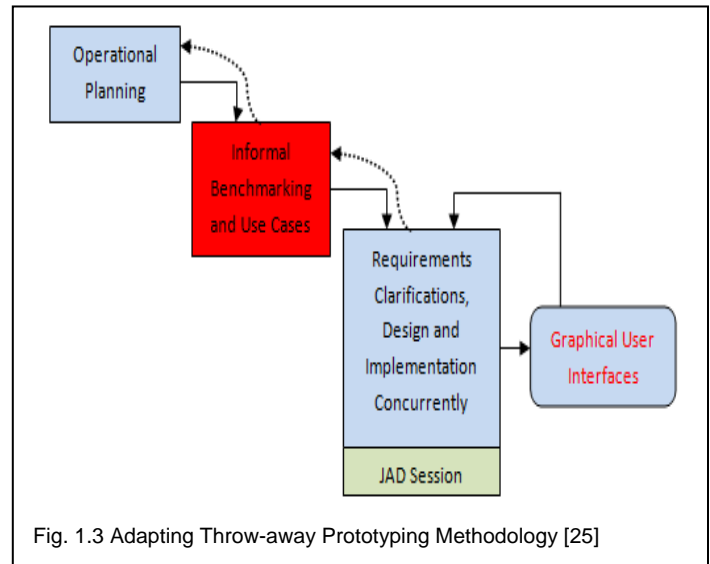 Operational
Planning
Informal
Benchmarking
and Use Cases
Requirements
Clarifications,
Design and
Implementation
Concurrently
JAD Session
Graphical User
Interfaces
Fig. 1.3 Adapting Throw-away Prototyping Methodology [25]